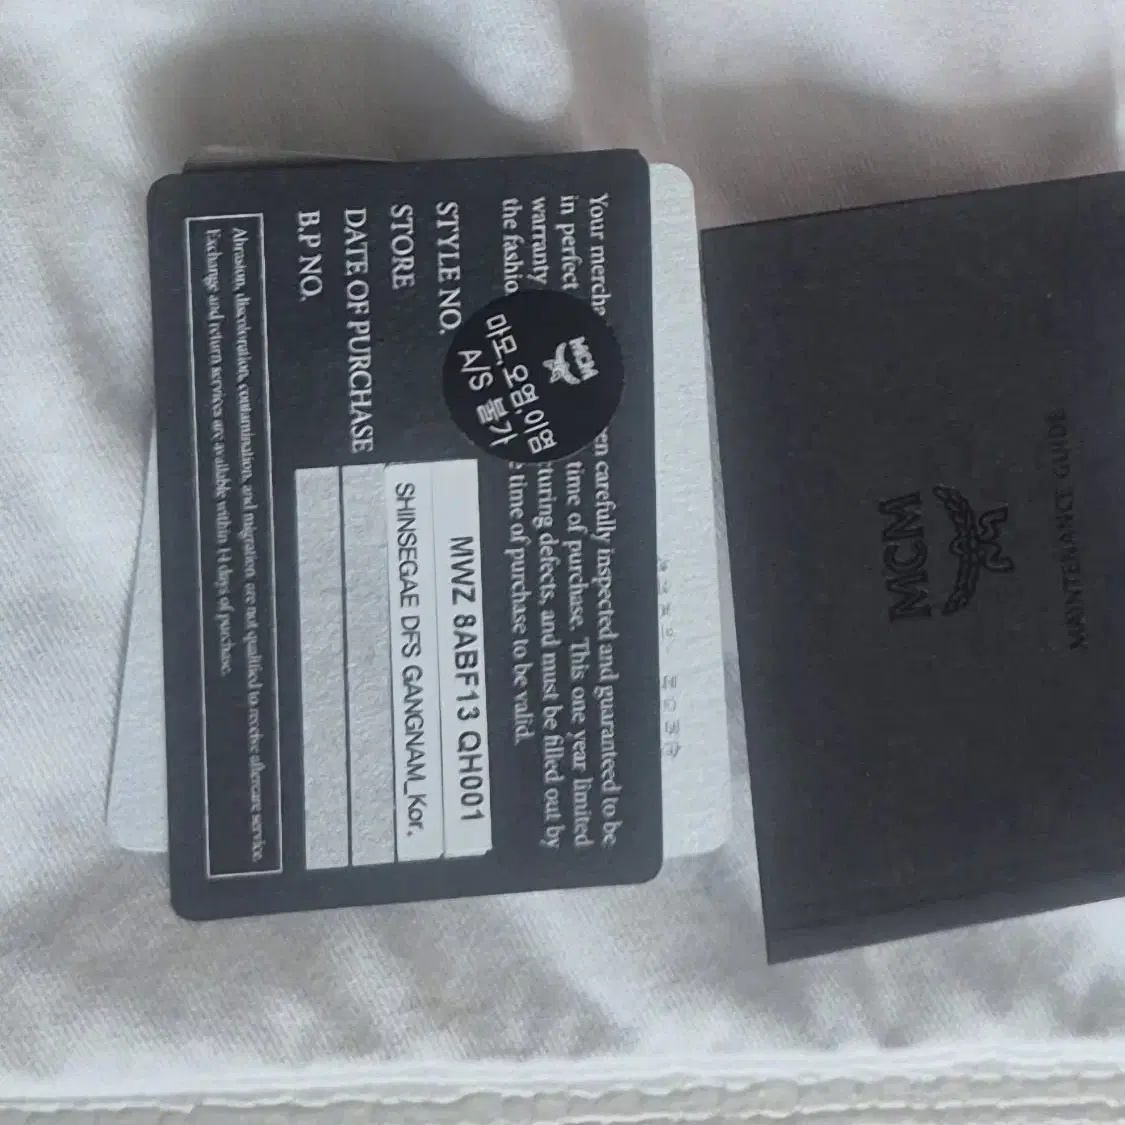 Your mercha en carefully inspected and guaranteed to be
in perfect time of purchase. This one year limited
warranty turing defects, and must be filled out by
the fashio time of purchase to be valid.
MCM
마모,오염,이염
A/S 불가
STYLE NO. MWZ 8ABF13 QH001
STORE SHINSEGAE DFS GANGNAM_Kor.
DATE OF PURCHASE
B.P NO.
Abrasion, discoloration, contamination, and migration are not qualified to receive aftercare service.
Exchange and return services are available within 14 days of purchase.
MCM
MAINTENANCE GUIDE